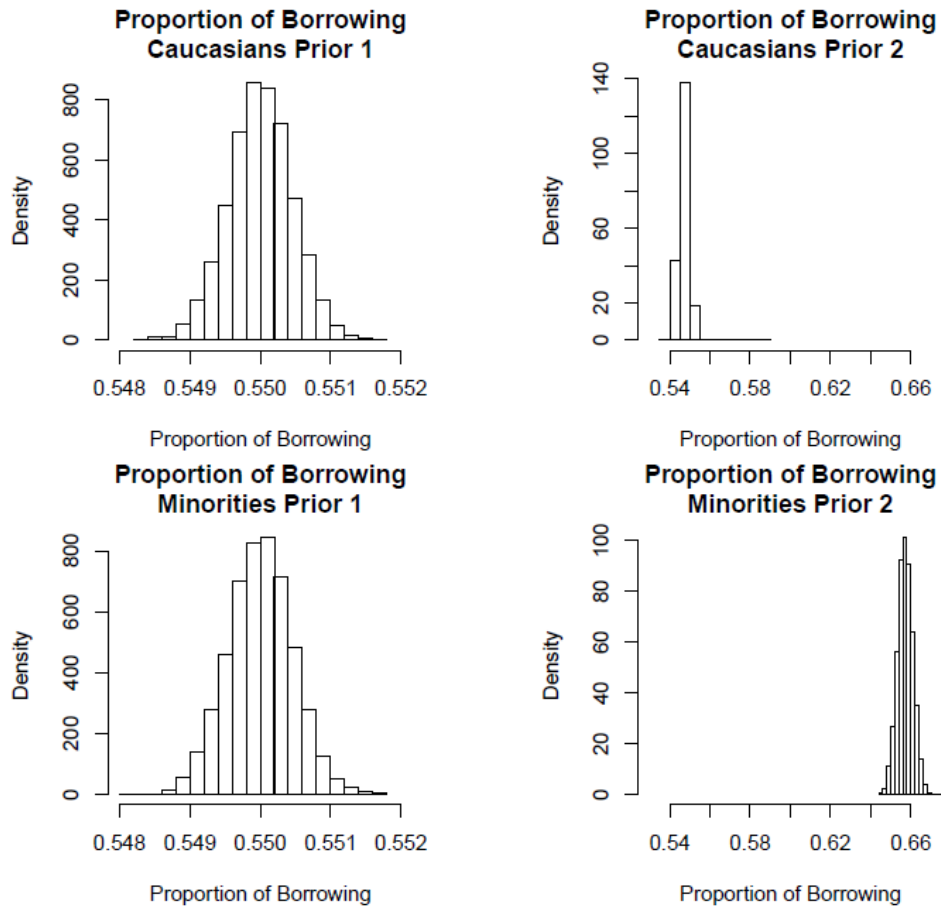 Proportion of Borrowing
Caucasians Prior 1
Density
0 200 400 600 800
0.548 0.549 0.550 0.551 0.552
Proportion of Borrowing
Proportion of Borrowing
Caucasians Prior 2
Density
0 20 60 100 140
0.54 0.58 0.62 0.66
Proportion of Borrowing
Proportion of Borrowing
Minorities Prior 1
Density
0 200 400 600 800
0.548 0.549 0.550 0.551 0.552
Proportion of Borrowing
Proportion of Borrowing
Minorities Prior 2
Density
0 20 40 60 80 100
0.54 0.58 0.62 0.66
Proportion of Borrowing